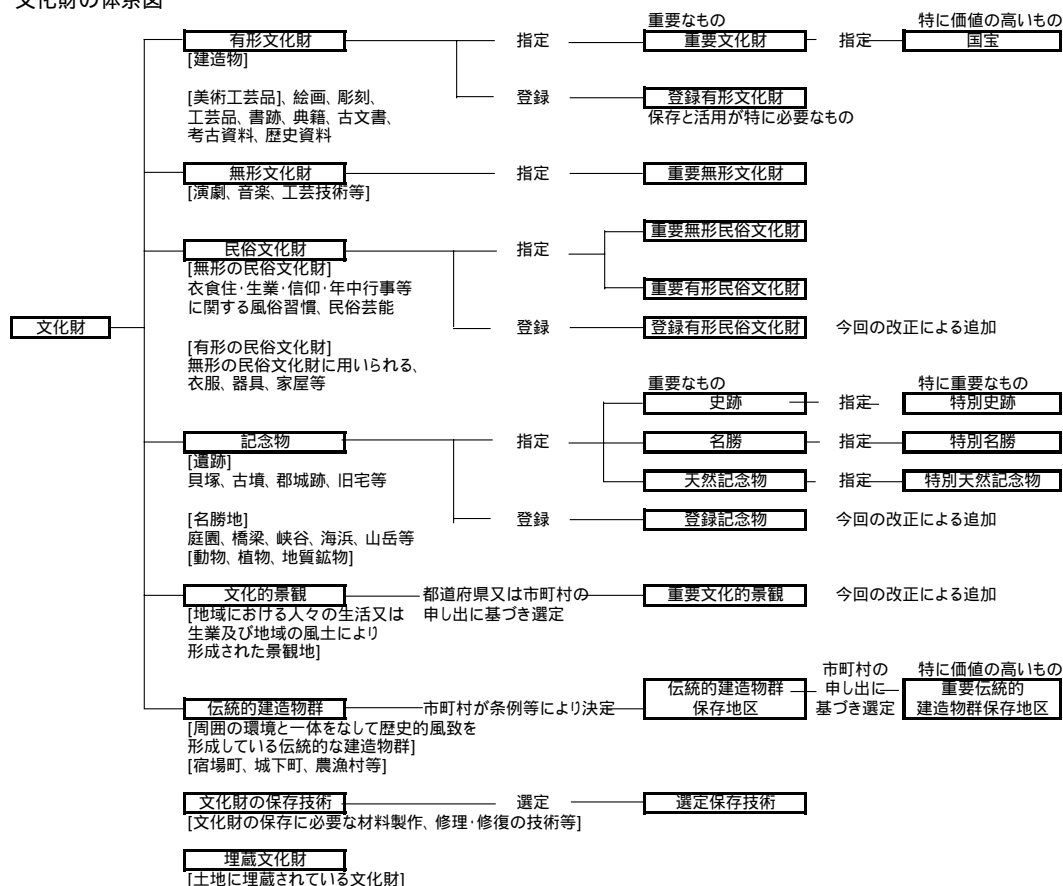 文化財の体系図
重要なもの 特に価値の高いもの
有形文化財 指定 重要文化財 指定 国宝
[建造物]
[美術工芸品]、絵画、彫刻、 登録 登録有形文化財
工芸品、書跡、典籍、古文書、 保存と活用が特に必要なもの
考古資料、歴史資料
無形文化財 指定 重要無形文化財
[演劇、音楽、工芸技術等]
重要無形民俗文化財
民俗文化財 指定
[無形の民俗文化財]
衣食住・生業・信仰・年中行事等 重要有形民俗文化財
に関する風俗習慣、民俗芸能
文化財 登録 登録有形民俗文化財 今回の改正による追加
[有形の民俗文化財]
無形の民俗文化財に用いられる、
衣服、器具、家屋等
重要なもの 特に重要なもの
史跡 指定 特別史跡
記念物 指定 名勝 指定 特別名勝
[遺跡]
貝塚、古墳、郡城跡、旧宅等 天然記念物 指定 特別天然記念物
[名勝地] 登録 登録記念物 今回の改正による追加
庭園、橋梁、峡谷、海浜、山岳等
[動物、植物、地質鉱物]
文化的景観 都道府県又は市町村の 重要文化的景観 今回の改正による追加
[地域における人々の生活又は 申し出に基づき選定
生業及び地域の風土により
形成された景観地]
市町村の 特に価値の高いもの
伝統的建造物群 申し出に 重要伝統的
伝統的建造物群 市町村が条例等により決定 保存地区 基づき選定 建造物群保存地区
[周囲の環境と一体をなして歴史的風致を
形成している伝統的な建造物群]
[宿場町、城下町、農漁村等]
文化財の保存技術 選定 選定保存技術
[文化財の保存に必要な材料製作、修理・修復の技術等]
埋蔵文化財
[土地に埋蔵されている文化財]